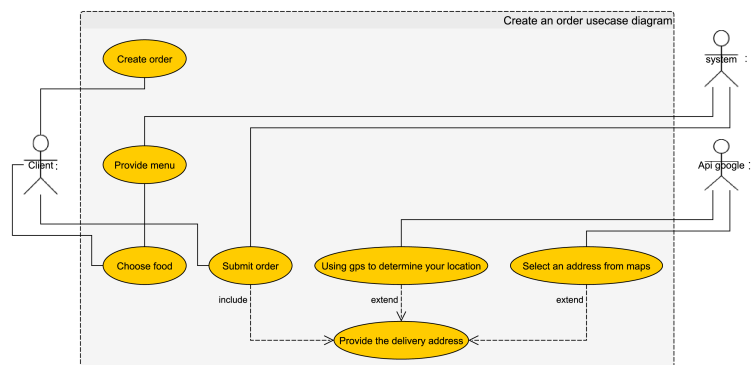 Create an order usecase diagram
Create order
system :
Provide menu
Client :
Api google :
Choose food
Submit order
Using gps to determine your location
Select an address from maps
include
extend
extend
Provide the delivery address